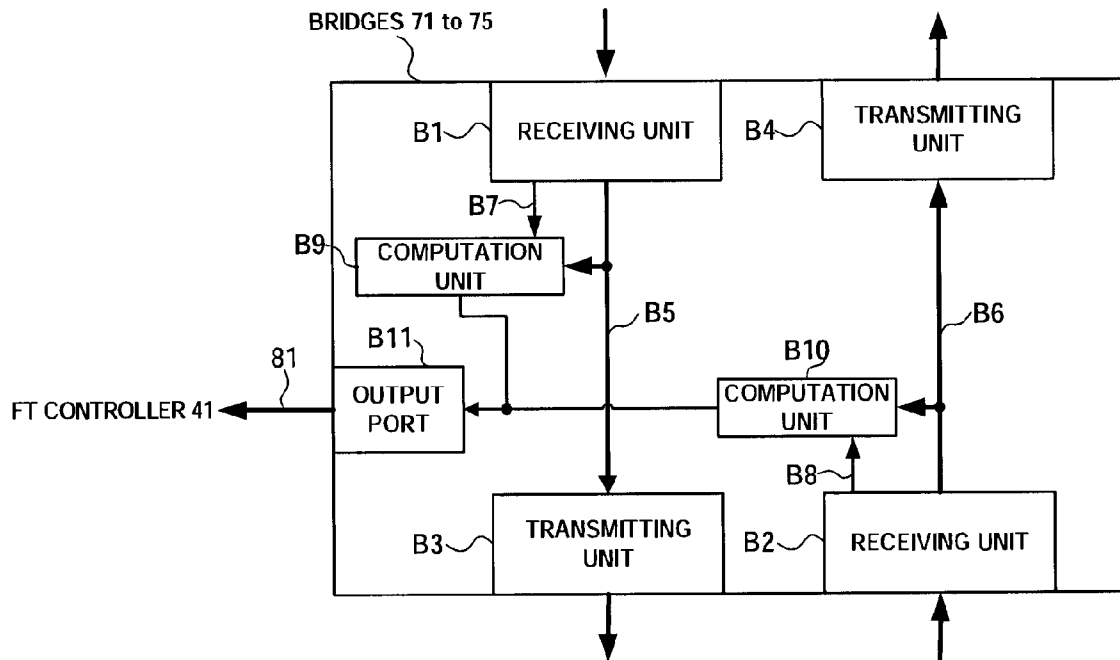 BRIDGES 71 to 75
B1
RECEIVING UNIT
B4
TRANSMITTING
UNIT
B7
B9
COMPUTATION
UNIT
B5
B6
B11
B10
81
FT CONTROLLER 41
OUTPUT
PORT
COMPUTATION
UNIT
B8
B3
TRANSMITTING
UNIT
B2
RECEIVING UNIT